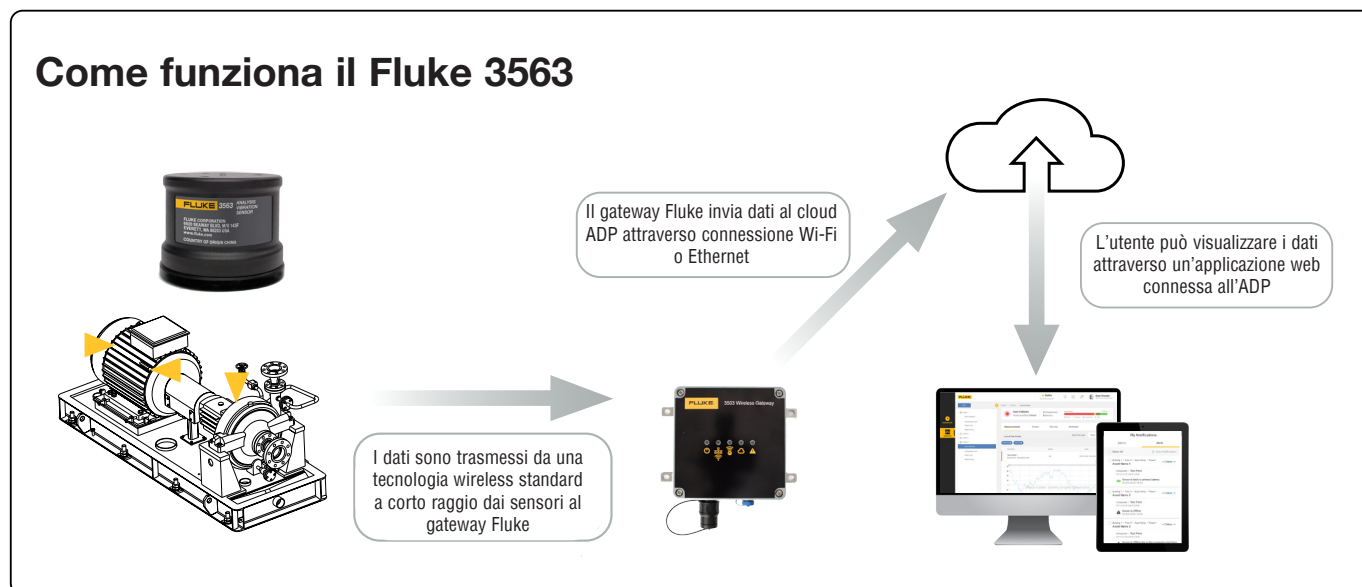 Come funziona il Fluke 3563
FLUKE 3563 ANALYSIS
VIBRATION
SENSOR
FLUKE CORPORATION
EVERETT, WA
www.fluke.com
COUNTRY OF ORIGIN CHINA
Il gateway Fluke invia dati al cloud
ADP attraverso connessione Wi-Fi
o Ethernet
L'utente può visualizzare i dati
attraverso un'applicazione web
connessa all'ADP
I dati sono trasmessi da una
tecnologia wireless standard
a corto raggio dai sensori al
gateway Fluke
FLUKE 3503 Wireless Gateway
FLUKE
My Notifications